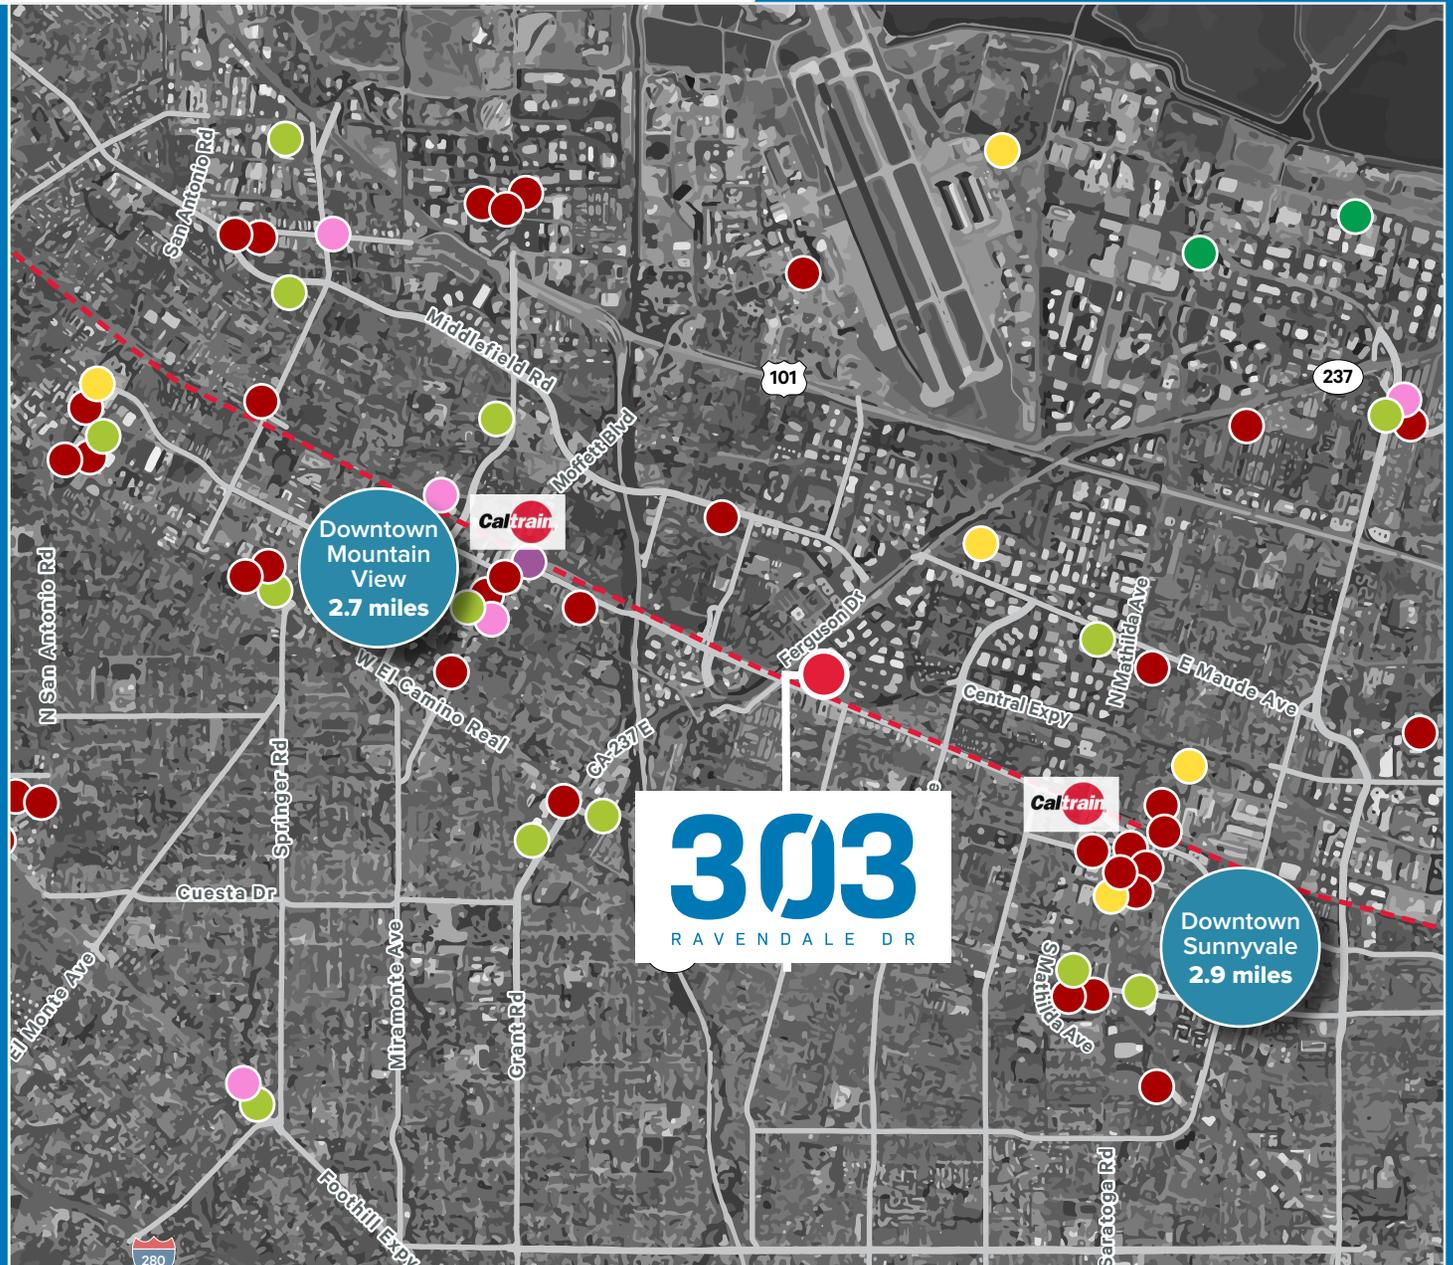 San Antonio Rd
Middlefield Rd
101
237
Moffett Blvd
Caltrain
Downtown
Mountain
View
2.7 miles
N San Antonio Rd
Ferguson Dr
N Mathilda Ave
E Maude Ave
W El Camino Real
Central Expy
CA-237 E
Springer Rd
Caltrain
303
RAVENDALE DR
Cuesta Dr
Downtown
Sunnyvale
2.9 miles
El Monte Ave
Miramonte Ave
Grant Rd
S Mathilda Ave
Foothill Expy
Saratoga Rd
280